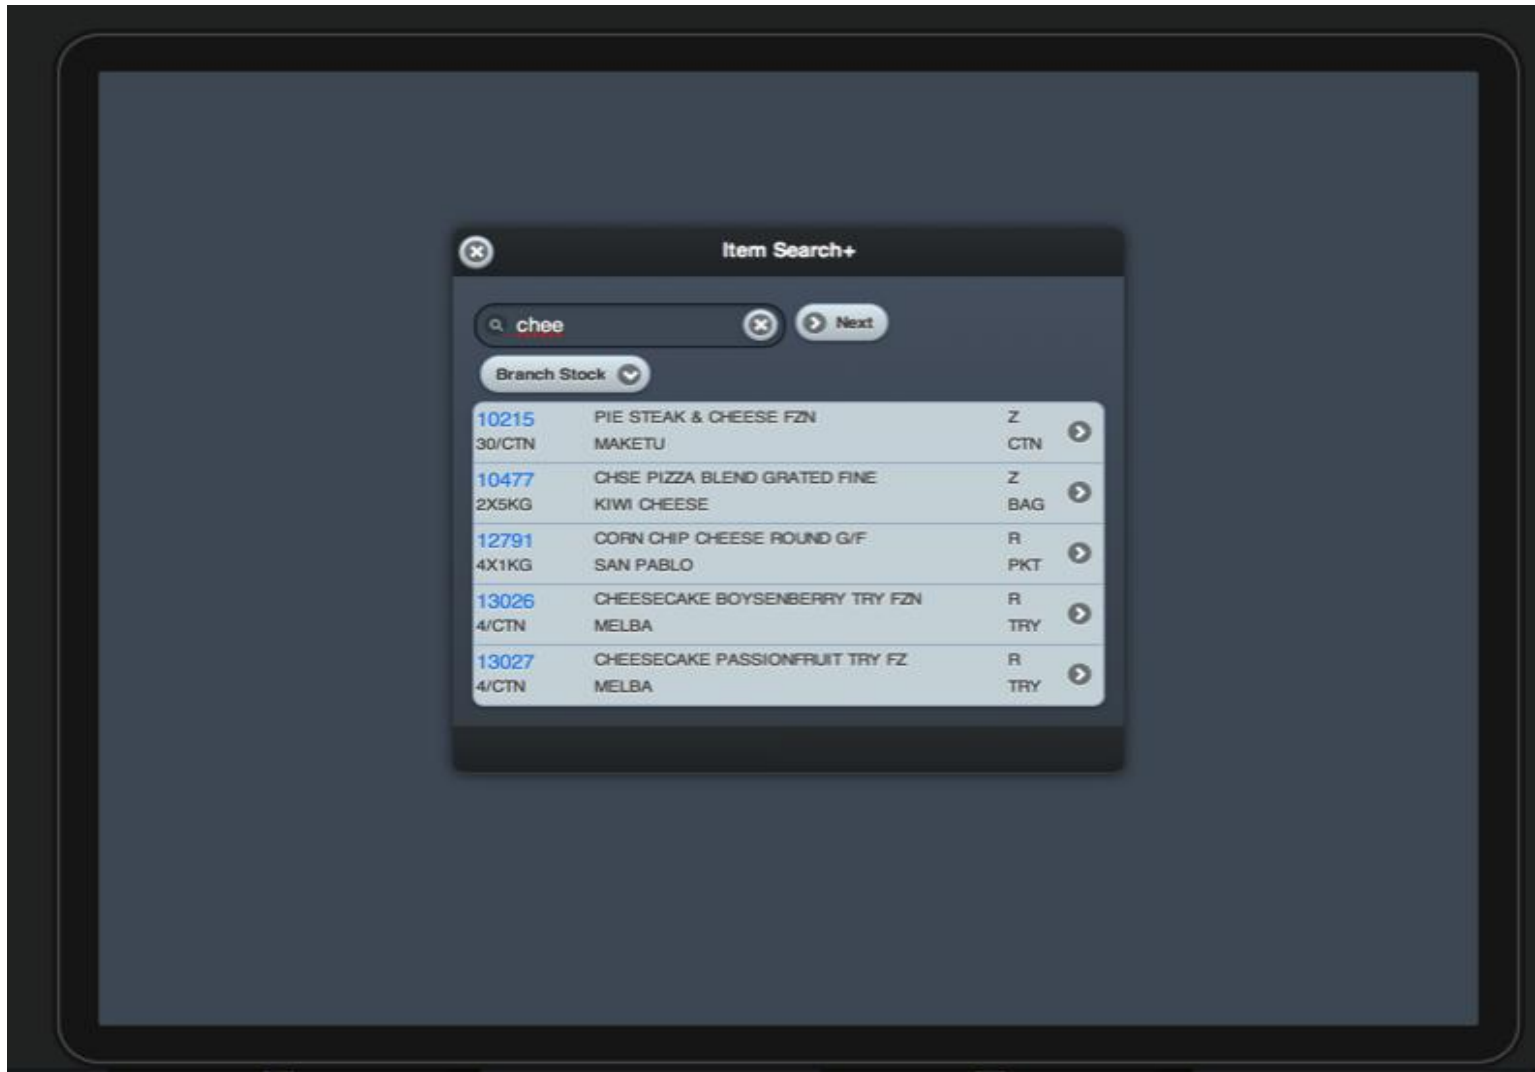 Item Search+
chee
Next
Branch Stock
10215 PIE STEAK & CHEESE FZN Z
30/CTN MAKETU CTN
10477 CHSE PIZZA BLEND GRATED FINE Z
2X5KG KIWI CHEESE BAG
12791 CORN CHIP CHEESE ROUND G/F R
4X1KG SAN PABLO PKT
13026 CHEESECAKE BOYSENBERRY TRY FZN R
4/CTN MELBA TRY
13027 CHEESECAKE PASSIONFRUIT TRY FZ R
4/CTN MELBA TRY